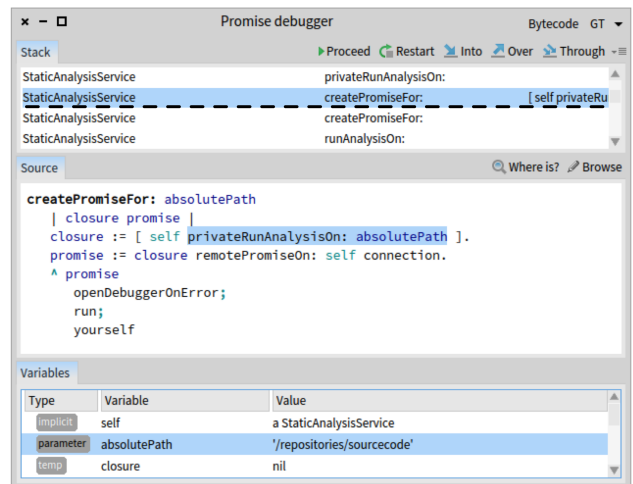 Promise debugger
Bytecode GT
Stack
Proceed Restart Into Over Through
StaticAnalysisService privateRunAnalysisOn:
StaticAnalysisService createPromiseFor: [ self privateRu
StaticAnalysisService createPromiseFor:
StaticAnalysisService runAnalysisOn:
Source
Where is? Browse
createPromiseFor: absolutePath
| closure promise |
closure := [ self privateRunAnalysisOn: absolutePath ].
promise := closure remotePromiseOn: self connection.
^ promise
openDebuggerOnError;
run;
yourself
Variables
Type Variable Value
implicit self a StaticAnalysisService
parameter absolutePath '/repositories/sourcecode'
temp closure nil